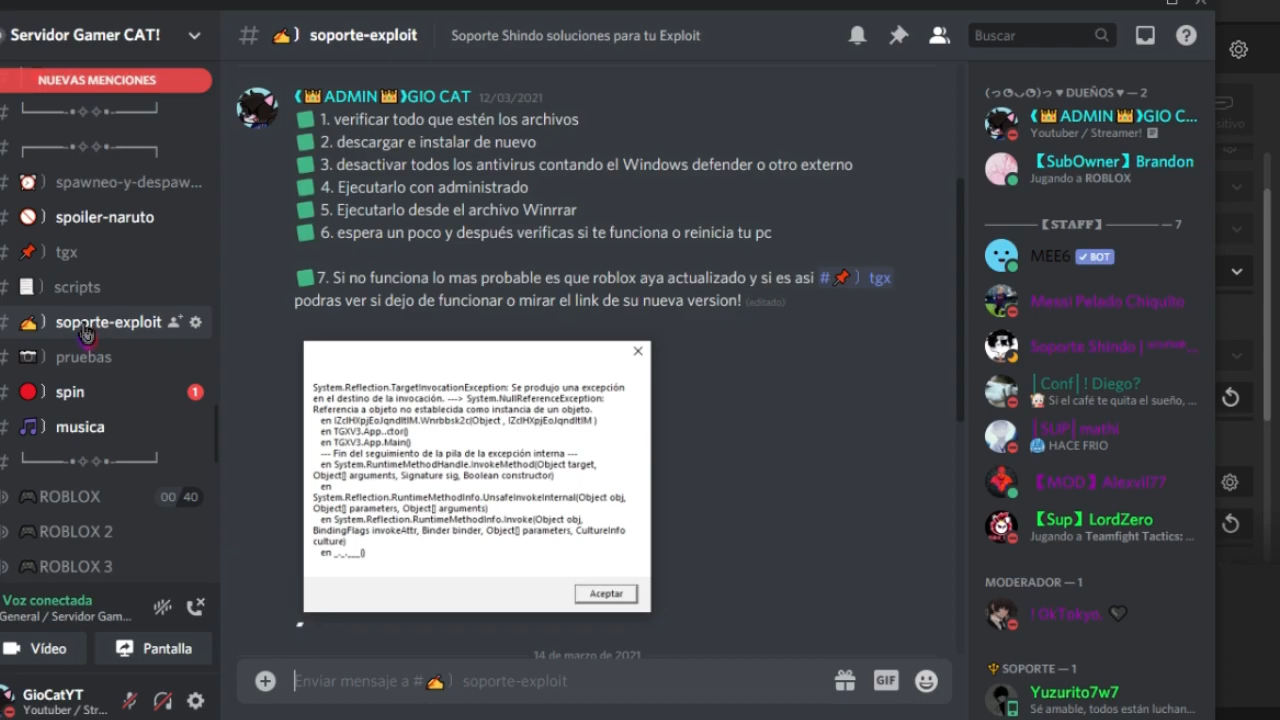 Servidor Gamer CAT!
NUEVAS MENCIONES
spawneo-y-despaw...
spoiler-naruto
tgx
scripts
soporte-exploit
pruebas
spin
1
musica
ROBLOX
00 40
ROBLOX 2
ROBLOX 3
Voz conectada
General / Servidor Gam...
Vídeo
Pantalla
GioCatYT
Youtuber / Str...
soporte-exploit
Soporte Shindo soluciones para tu Exploit
Buscar
ADMIN GIO CAT 12/03/2021
1. verificar todo que estén los archivos
2. descargar e instalar de nuevo
3. desactivar todos los antivirus contando el Windows defender o otro externo
4. Ejecutarlo con administrado
5. Ejecutarlo desde el archivo Winrrar
6. espera un poco y después verificas si te funciona o reinicia tu pc
7. Si no funciona lo mas probable es que roblox aya actualizado y si es asi # tgx
podras ver si dejo de funcionar o mirar el link de su nueva version! (editado)
System.Reflection.TargetInvocationException: Se produjo una excepción
en el destino de la invocación. ---> System.NullReferenceException:
Referencia a objeto no establecida como instancia de un objeto.
en TGXV3.App..ctor()
en TGXV3.App.Main()
--- Fin del seguimiento de la pila de la excepción interna ---
en System.RuntimeMethodHandle.InvokeMethod(Object target,
Object[] arguments, Signature sig, Boolean constructor)
en
System.Reflection.RuntimeMethodInfo.UnsafeInvokeInternal(Object obj,
Object[] parameters, Object[] arguments)
en System.Reflection.RuntimeMethodInfo.Invoke(Object obj,
BindingFlags invokeAttr, Binder binder, Object[] parameters, CultureInfo
culture)
en _._.___()
Aceptar
14 de marzo de 2021
Enviar mensaje a # soporte-exploit
GIF
♥ DUEÑOS ♥ — 2
ADMIN GIO C...
Youtuber / Streamer!
【SubOwner】Brandon
Jugando a ROBLOX
【STAFF】 — 7
MEE6 ✓ BOT
Messi Pelado Chiquito
Soporte Shindo |
|Conf|! Diego?
Si el café te quita el sueño, ...
|SUP| mathi
HACE FRIO
【MOD】Alexvil77
【Sup】LordZero
Jugando a Teamfight Tactics: ...
MODERADOR — 1
! OkTokyo.
SOPORTE — 1
Yuzurito7w7
Sé amable, todos están luchan...